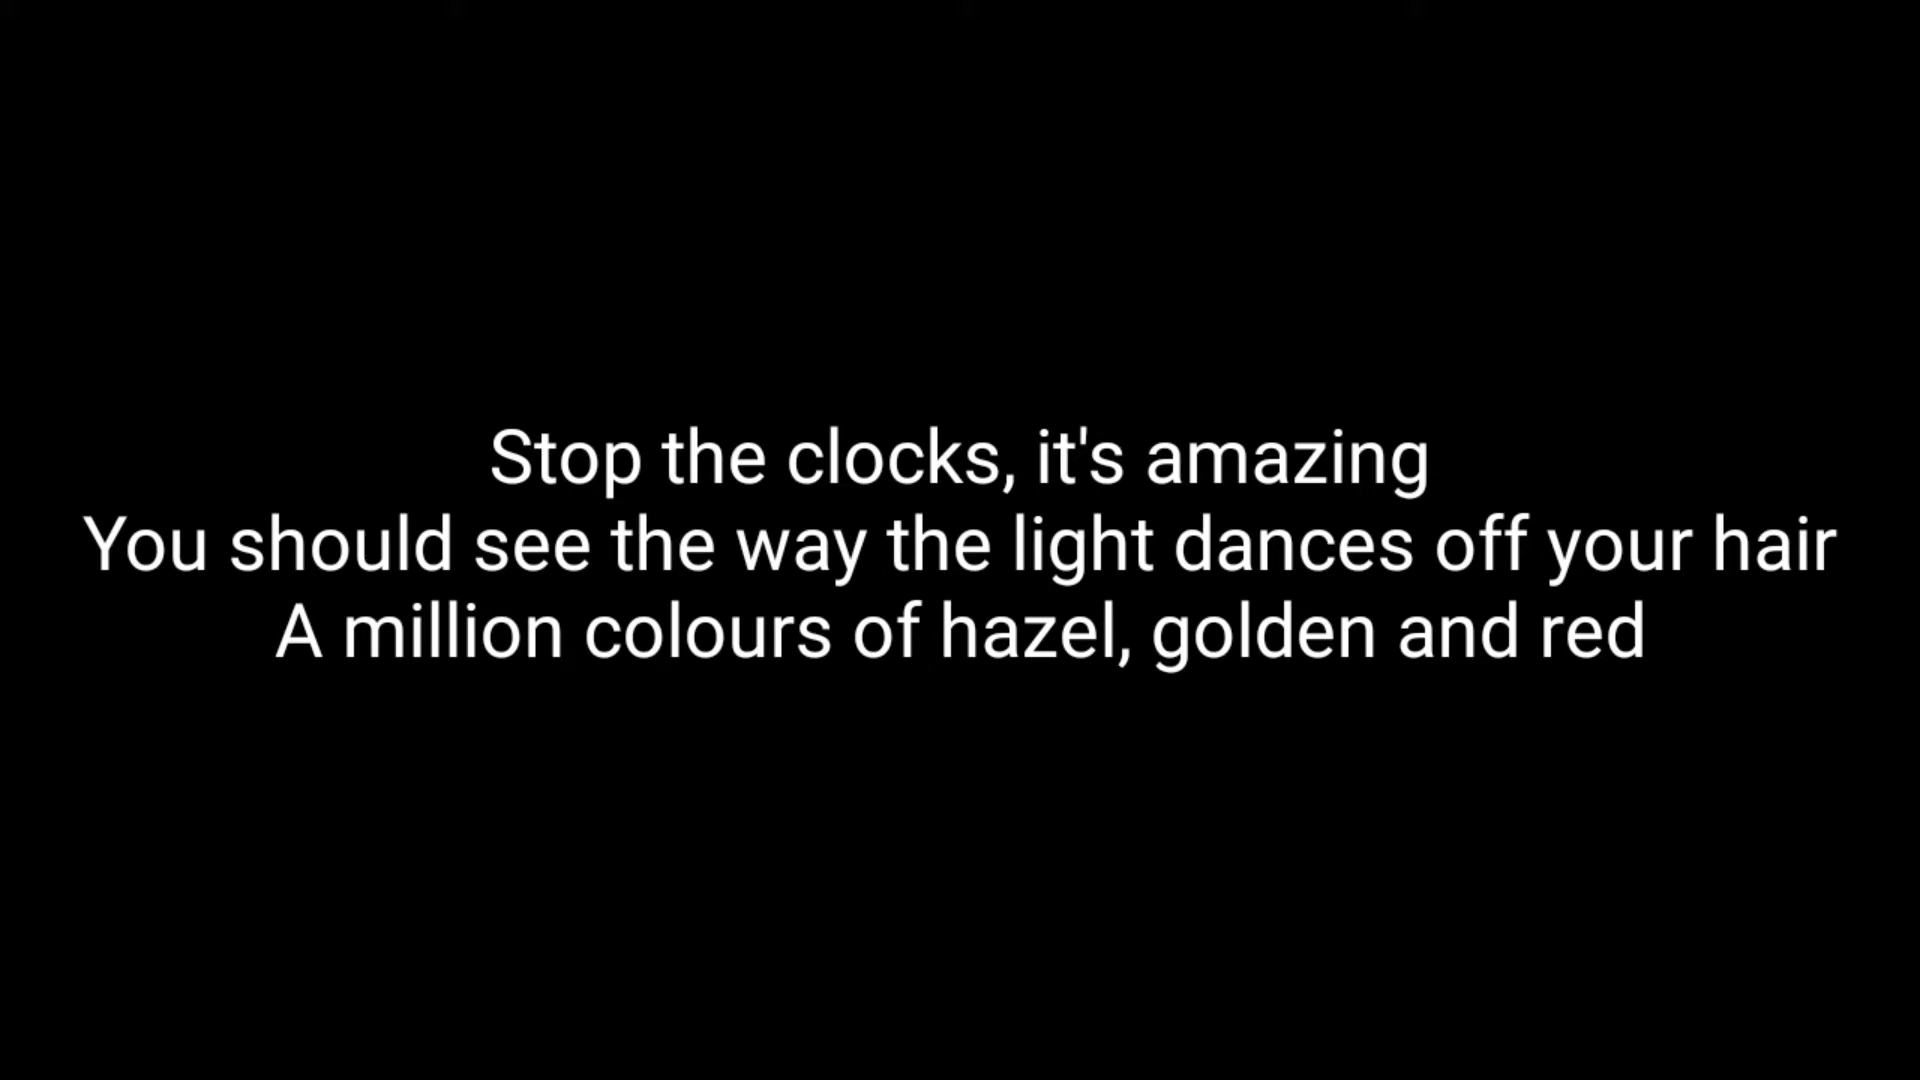 Stop the clocks, it's amazing
You should see the way the light dances off your hair
A million colours of hazel, golden and red